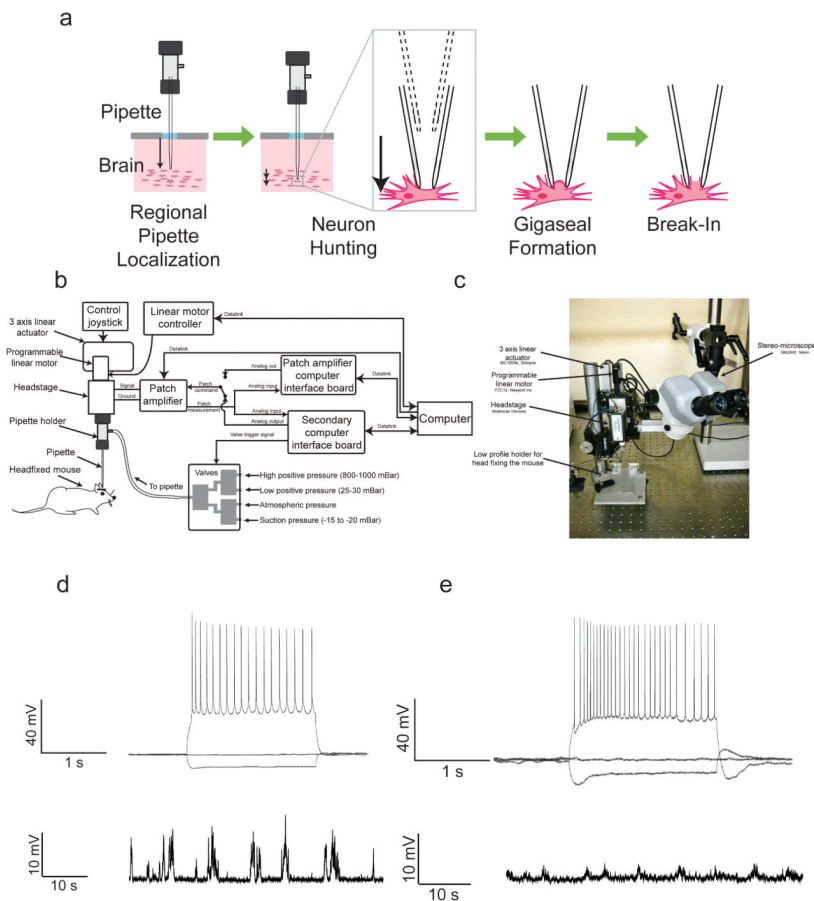 a
Pipette
Brain
Regional
Pipette
Localization
Neuron
Hunting
Gigaseal
Formation
Break-In
b
Control
joystick
3 axis linear
actuator
Programmable
linear motor
Headstage
Pipette holder
Pipette
Headfixed mouse
Linear motor
controller
Datalink
Datalink
Signal
Ground
Patch
amplifier
Patch
command
Patch
measurement
Analog out
Analog input
Patch amplifier
computer
interface board
Datalink
Analog input
Analog output
Valve trigger signal
Secondary
computer
interface board
Datalink
Computer
To pipette
Valves
High positive pressure (800-1000 mBar)
Low positive pressure (25-30 mBar)
Atmospheric pressure
Suction pressure (-15 to -20 mBar)
c
3 axis linear
actuator
Programmable
linear motor
PZC12, Newport Inc
Headstage
Molecular Devices
Low profile holder for
head fixing the mouse
Stereo-microscope
Nikon
d
40 mV
1 s
10 mV
10 s
e
40 mV
1 s
10 mV
10 s